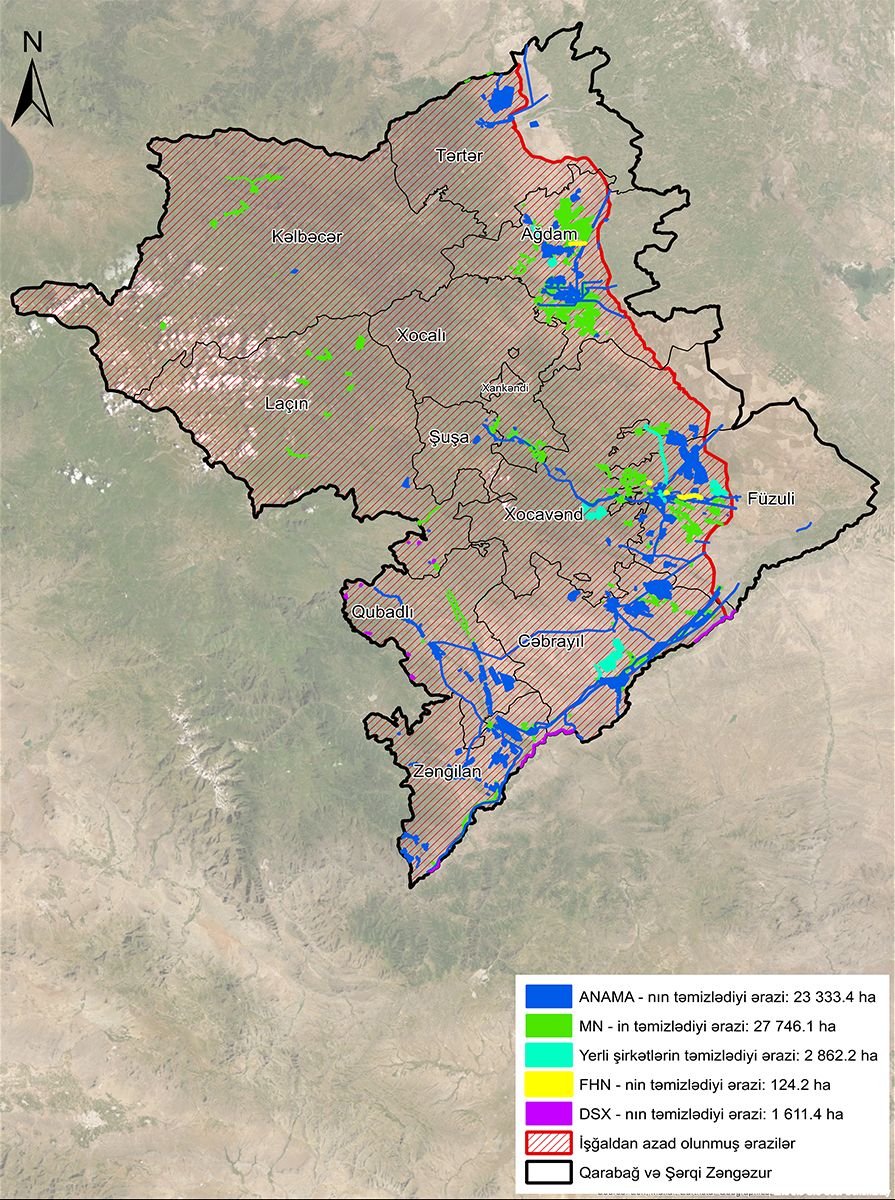 N
Tərtər
Ağdam
Kəlbəcər
Xocalı
Xankəndi
Laçın
Şuşa
Xocavənd
Füzuli
Qubadlı
Cəbrayıl
Zəngilan
ANAMA - nın təmizlədiyi ərazi: 23 333.4 ha
MN - in təmizlədiyi ərazi: 27 746.1 ha
Yerli şirkətlərin təmizlədiyi ərazi: 2 862.2 ha
FHN - nin təmizlədiyi ərazi: 124.2 ha
DSX - nın təmizlədiyi ərazi: 1 611.4 ha
İşğaldan azad olunmuş ərazilər
Qarabağ və Şərqi Zəngəzur